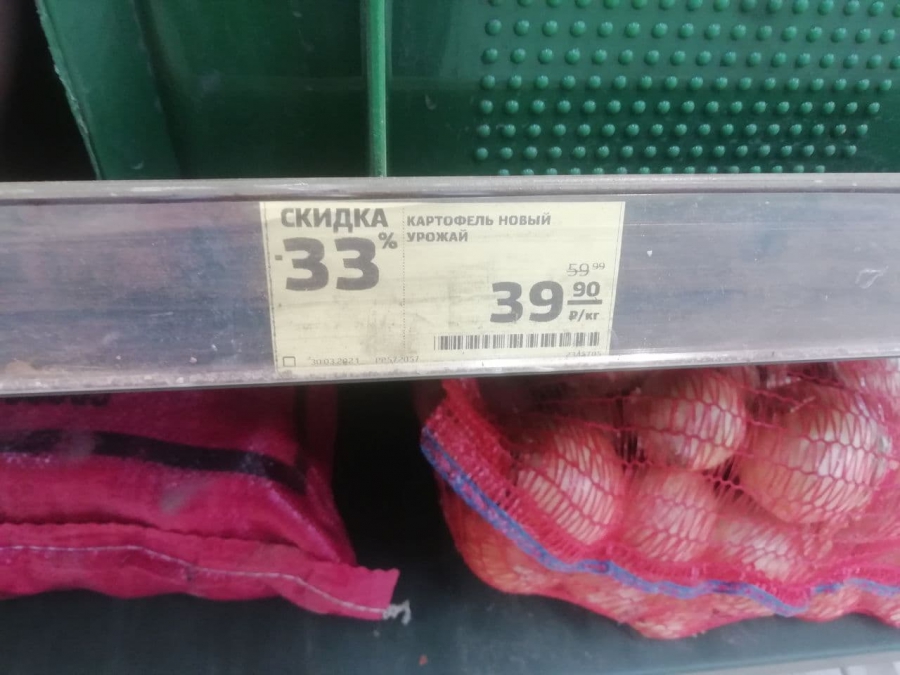 СКИДКА
-33%
КАРТОФЕЛЬ НОВЫЙ
УРОЖАЙ
59 99
39 90
₽/кг